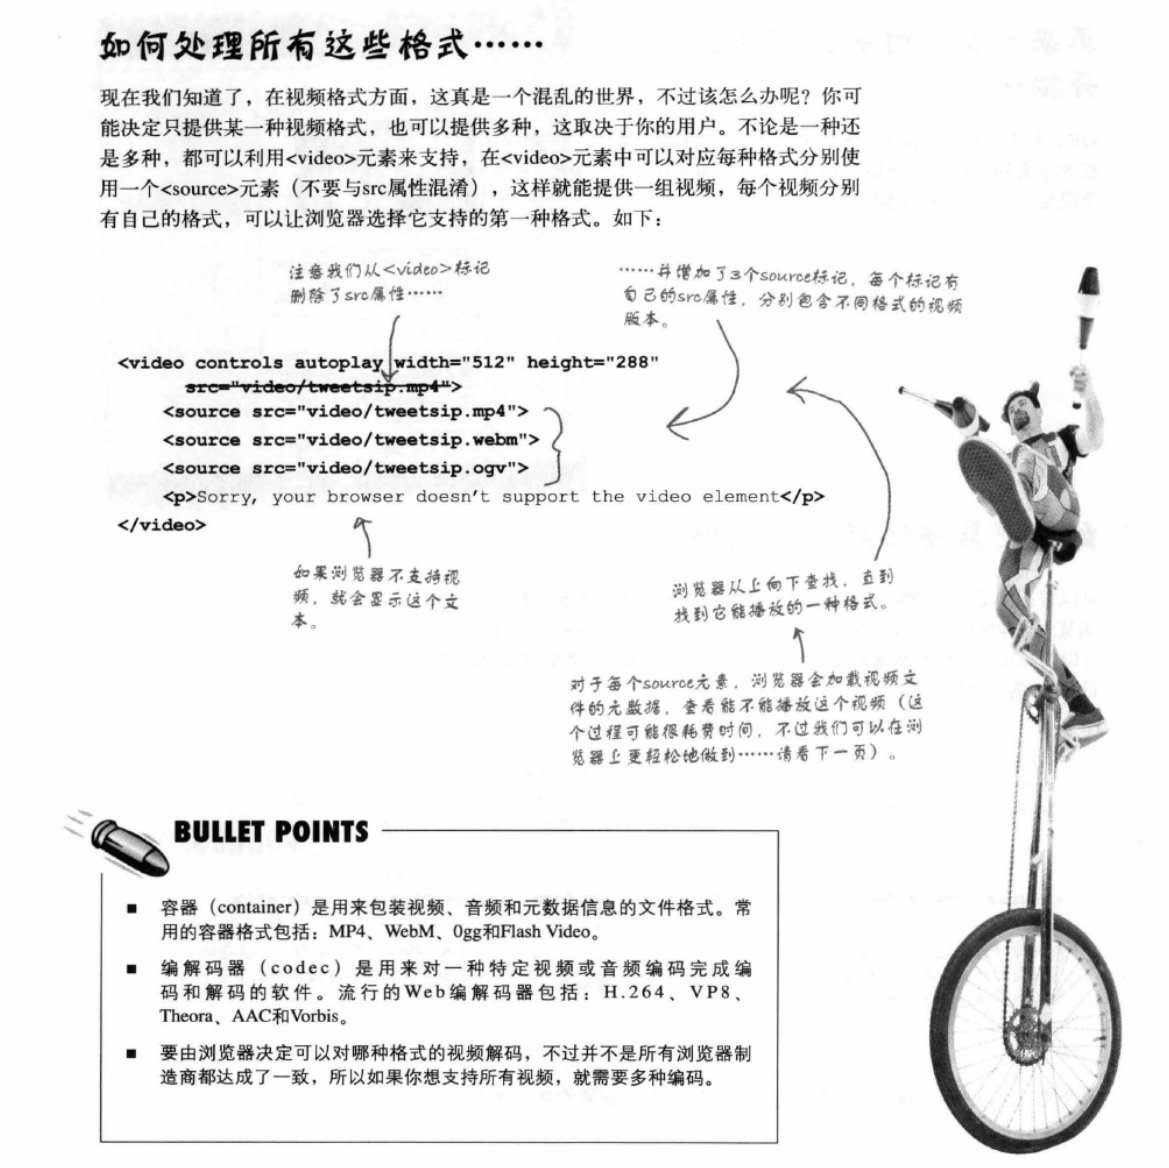 如何处理所有这些格式……
现在我们知道了，在视频格式方面，这真是一个混乱的世界，不过该怎么办呢？你可
能决定只提供某一种视频格式，也可以提供多种，这取决于你的用户。不论是一种还
是多种，都可以利用<video>元素来支持，在<video>元素中可以对应每种格式分别使
用一个<source>元素（不要与src属性混淆），这样就能提供一组视频，每个视频分别
有自己的格式，可以让浏览器选择它支持的第一种格式。如下：
注意我们从<video>标记
删除了src属性……
……并增加了3个source标记，每个标记有
自己的src属性，分别包含不同格式的视频
版本。
<video controls autoplay width="512" height="288"
src="video/tweetsip.mp4">
<source src="video/tweetsip.mp4">
<source src="video/tweetsip.webm">
<source src="video/tweetsip.ogv">
<p>Sorry, your browser doesn't support the video element</p>
</video>
如果浏览器不支持视
频，就会显示这个文
本。
浏览器从上向下查找，直到
找到它能播放的一种格式。
对于每个source元素，浏览器会加载视频文
件的元数据，查看能不能播放这个视频（这
个过程可能很耗费时间，不过我们可以在浏
览器上更轻松地做到……请看下一页）。
BULLET POINTS
■ 容器（container）是用来包装视频、音频和元数据信息的文件格式。常
用的容器格式包括：MP4、WebM、0gg和Flash Video。
■ 编解码器（codec）是用来对一种特定视频或音频编码完成编
码和解码的软件。流行的Web编解码器包括：H.264、VP8、
Theora、AAC和Vorbis。
■ 要由浏览器决定可以对哪种格式的视频解码，不过并不是所有浏览器制
造商都达成了一致，所以如果你想支持所有视频，就需要多种编码。